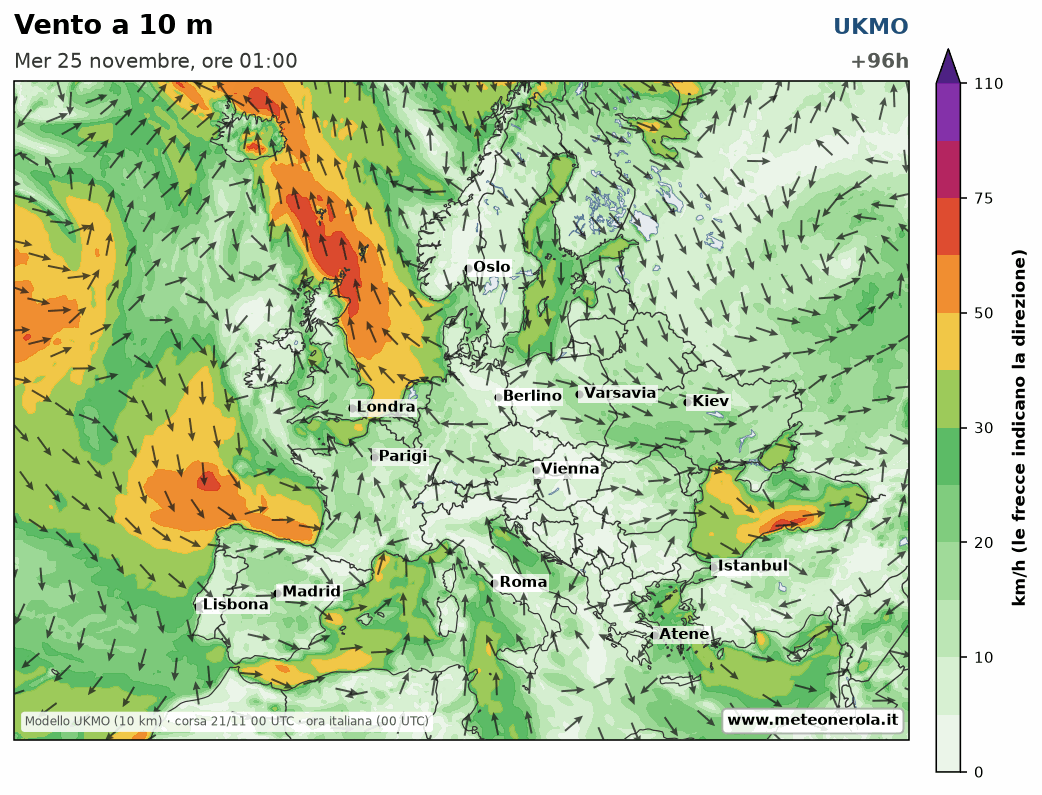 Vento a 10 m
UKMO
Mer 25 novembre, ore 01:00
+96h
110
75
50
30
20
10
0
km/h (le frecce indicano la direzione)
Oslo
Berlino
Varsavia
Kiev
Londra
Parigi
Vienna
Istanbul
Roma
Madrid
Lisbona
Atene
Modello UKMO (10 km) · corsa 21/11 00 UTC · ora italiana (00 UTC)
www.meteonerola.it